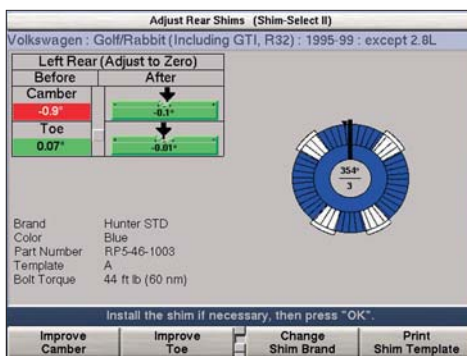 Adjust Rear Shims (Shim-Select II)
Volkswagen : Golf/Rabbit (Including GTI, R32) : 1995-99 : except 2.8L
Left Rear (Adjust to Zero)
Before After
Camber
-0.9° -0.1°
Toe
0.07° -0.01°
354°
3
Brand Hunter STD
Color Blue
Part Number RP5-46-1003
Template A
Bolt Torque 44 ft lb (60 nm)
Install the shim if necessary, then press "OK".
Improve Camber
Improve Toe
Change Shim Brand
Print Shim Template